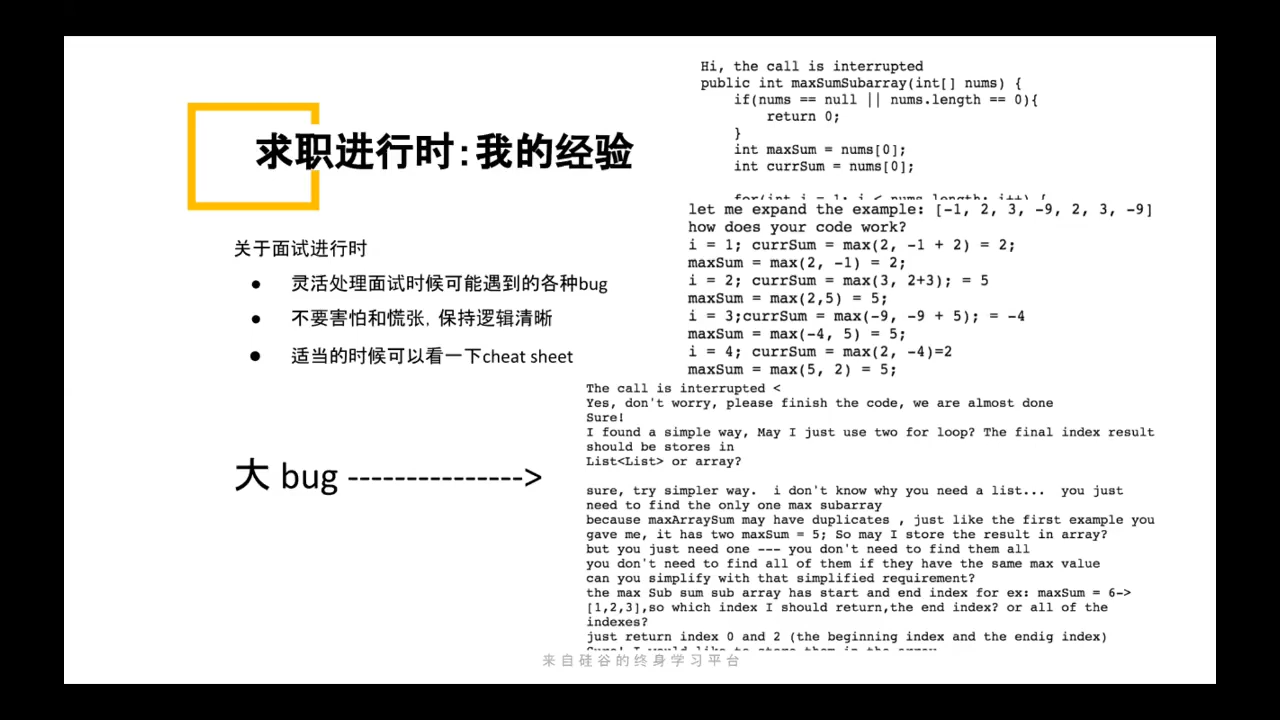 求职进行时:我的经验
关于面试进行时
● 灵活处理面试时候可能遇到的各种bug
● 不要害怕和慌张, 保持逻辑清晰
● 适当的时候可以看一下cheat sheet
大 bug --------------->
Hi, the call is interrupted
public int maxSumSubarray(int[] nums) {
if(nums == null || nums.length == 0){
return 0;
}
int maxSum = nums[0];
int currSum = nums[0];
for(int i = 1; i < nums.length; i++) {
let me expand the example: [-1, 2, 3, -9, 2, 3, -9]
how does your code work?
i = 1; currSum = max(2, -1 + 2) = 2;
maxSum = max(2, -1) = 2;
i = 2; currSum = max(3, 2+3); = 5
maxSum = max(2,5) = 5;
i = 3;currSum = max(-9, -9 + 5); = -4
maxSum = max(-4, 5) = 5;
i = 4; currSum = max(2, -4)=2
maxSum = max(5, 2) = 5;
The call is interrupted <
Yes, don't worry, please finish the code, we are almost done
Sure!
I found a simple way, May I just use two for loop? The final index result
should be stores in
List<List> or array?
sure, try simpler way. i don't know why you need a list... you just
need to find the only one max subarray
because maxArraySum may have duplicates , just like the first example you
gave me, it has two maxSum = 5; So may I store the result in array?
but you just need one --- you don't need to find them all
you don't need to find all of them if they have the same max value
can you simplify with that simplified requirement?
the max Sub sum sub array has start and end index for ex: maxSum = 6->
[1,2,3],so which index I should return,the end index? or all of the
indexes?
just return index 0 and 2 (the beginning index and the endig index)
Sure! I would like to store them in the array
来自硅谷的终身学习平台